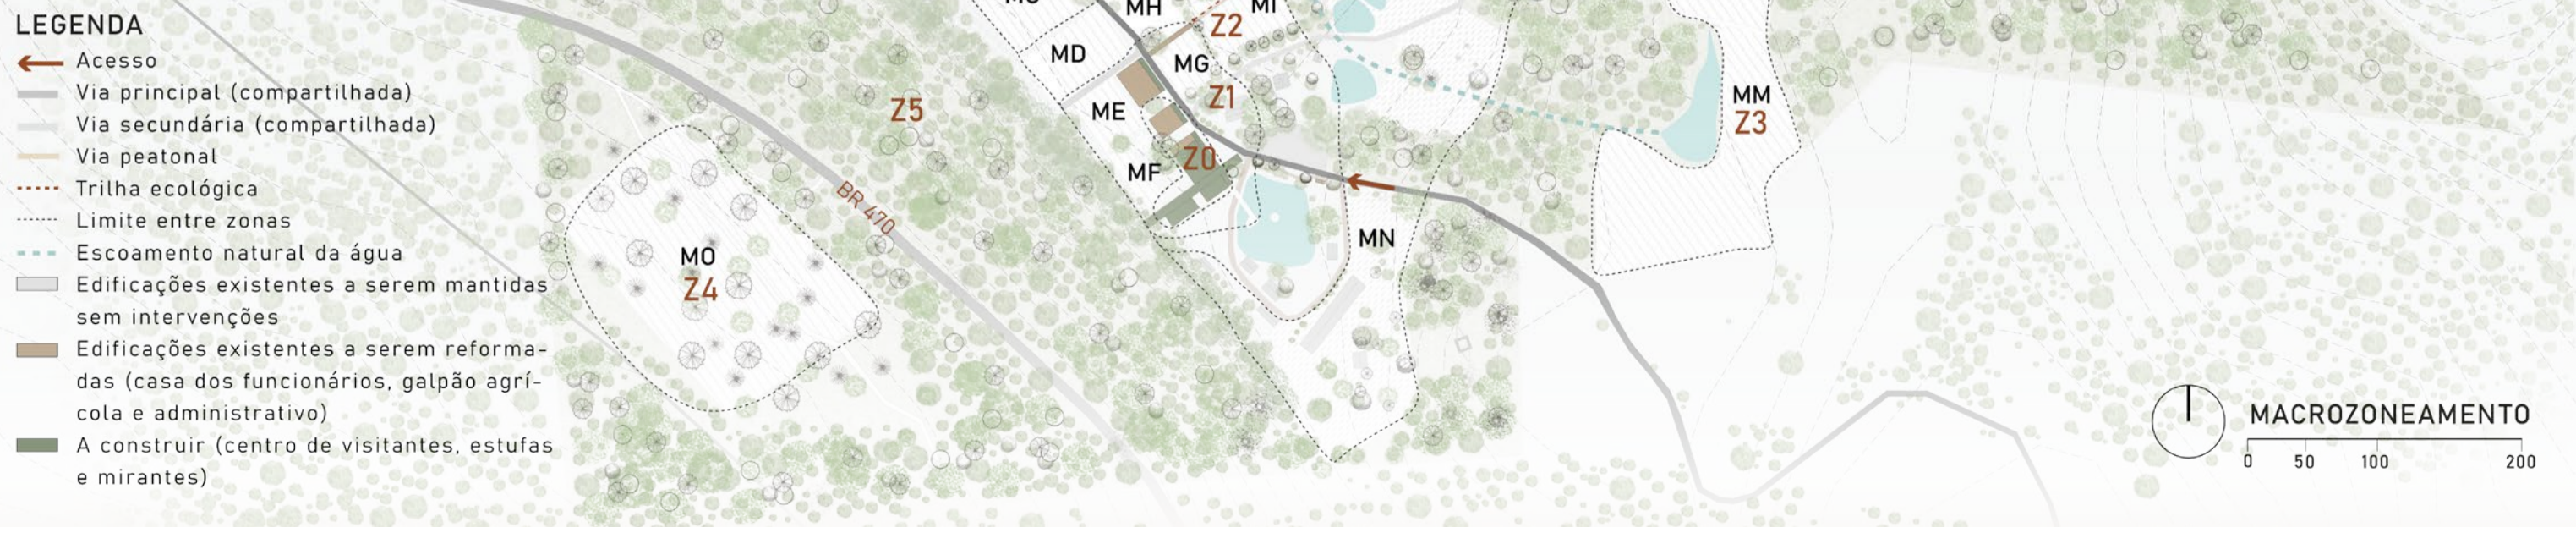 LEGENDA
Acesso
Via principal (compartilhada)
Via secundária (compartilhada)
Via peatonal
Trilha ecológica
Limite entre zonas
Escoamento natural da água
Edificações existentes a serem mantidas
sem intervenções
Edificações existentes a serem reforma-
das (casa dos funcionários, galpão agrí-
cola e administrativo)
A construir (centro de visitantes, estufas
e mirantes)
MH
MI
Z2
MD
MG
Z5
ME
Z1
MM
Z3
Z0
MF
BR 470
MO
Z4
MN
MACROZONEAMENTO
0 50 100 200